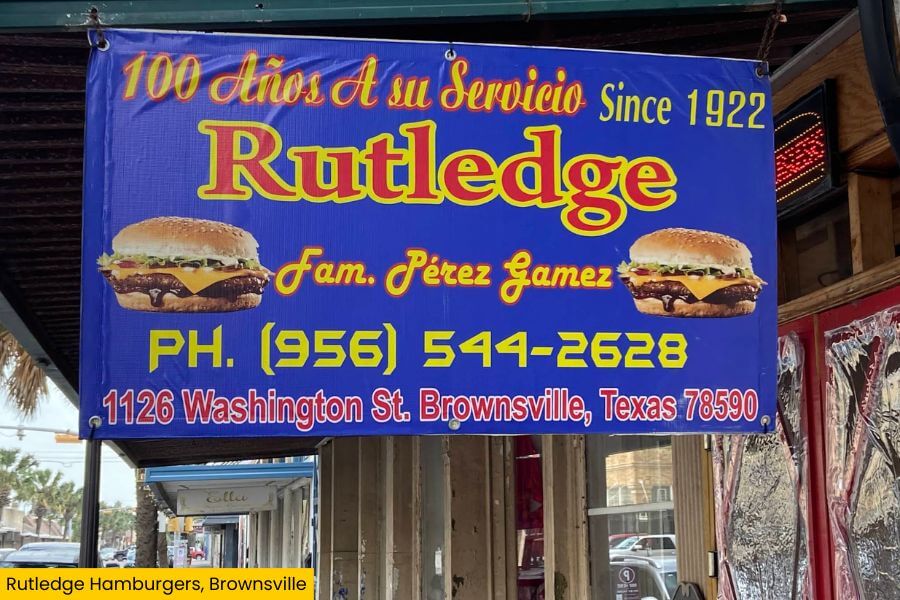 100 Años A su Servicio Since 1922
Rutledge
Fam. Pérez Gamez
PH. (956) 544-2628
1126 Washington St. Brownsville, Texas 78590
Rutledge Hamburgers, Brownsville